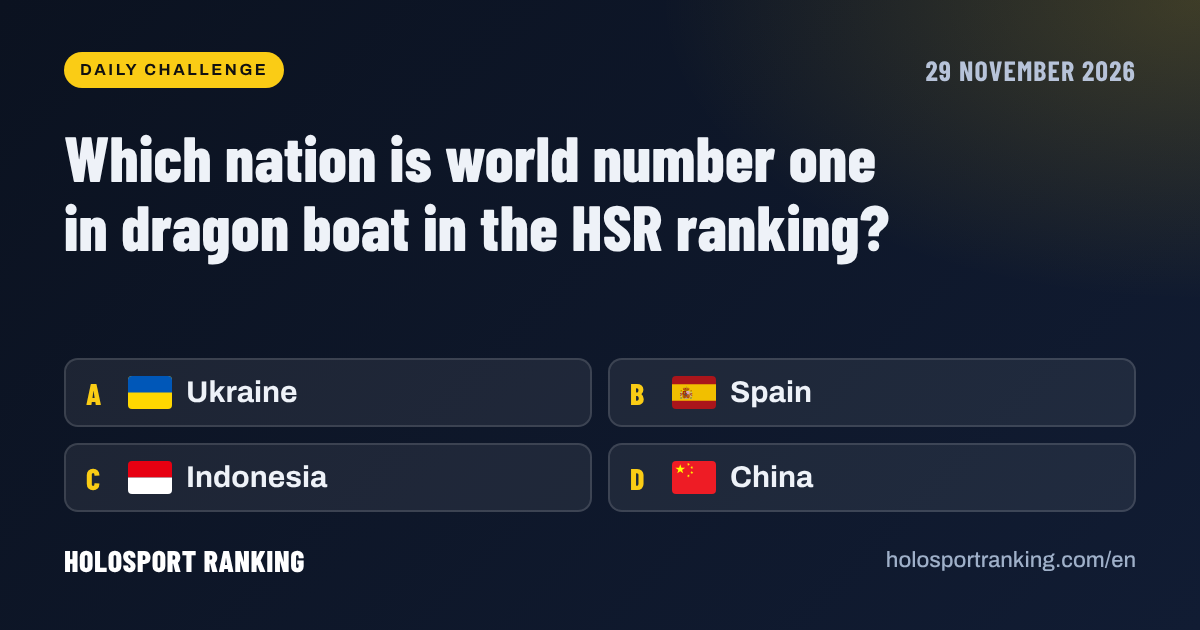 DAILY CHALLENGE
29 NOVEMBER 2026
Which nation is world number one
in dragon boat in the HSR ranking?
A Ukraine
B Spain
C Indonesia
D China
HOLOSPORT RANKING
holosportranking.com/en